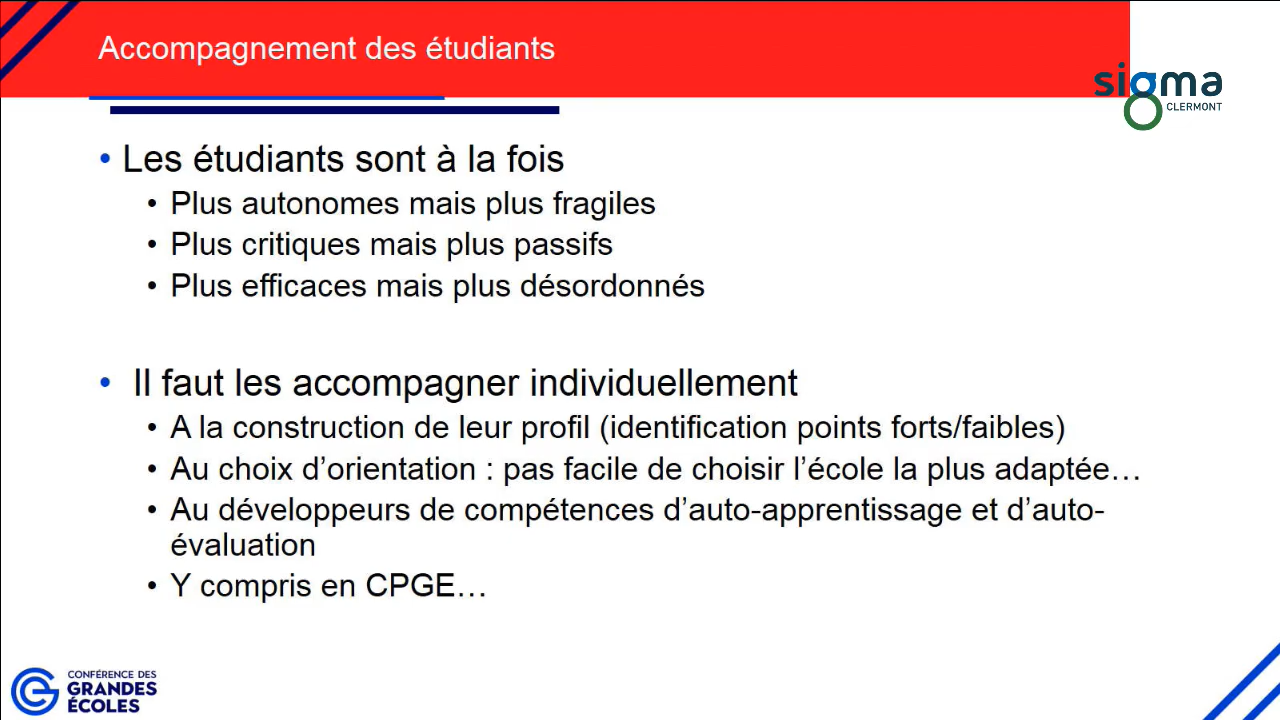 Accompagnement des étudiants
sigma
CLERMONT
• Les étudiants sont à la fois
• Plus autonomes mais plus fragiles
• Plus critiques mais plus passifs
• Plus efficaces mais plus désordonnés
• Il faut les accompagner individuellement
• A la construction de leur profil (identification points forts/faibles)
• Au choix d’orientation : pas facile de choisir l’école la plus adaptée…
• Au développeurs de compétences d’auto-apprentissage et d’auto-
évaluation
• Y compris en CPGE…
CONFÉRENCE DES
GRANDES
ÉCOLES